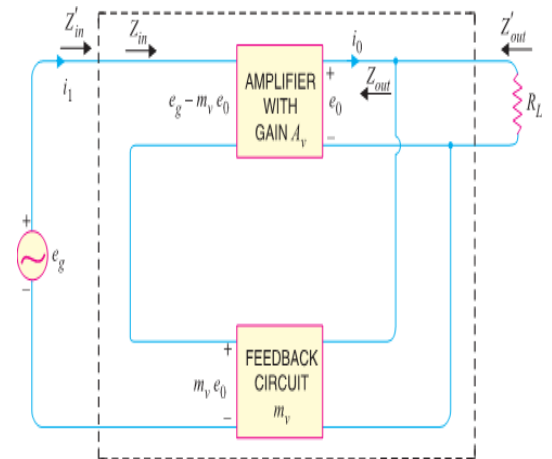 Z'in
Zin
i0
Z'out
i1
eg – mv e0
AMPLIFIER
WITH
GAIN Av
+
e0
–
Zout
RL
+
eg
–
mv e0
+
–
FEEDBACK
CIRCUIT
mv